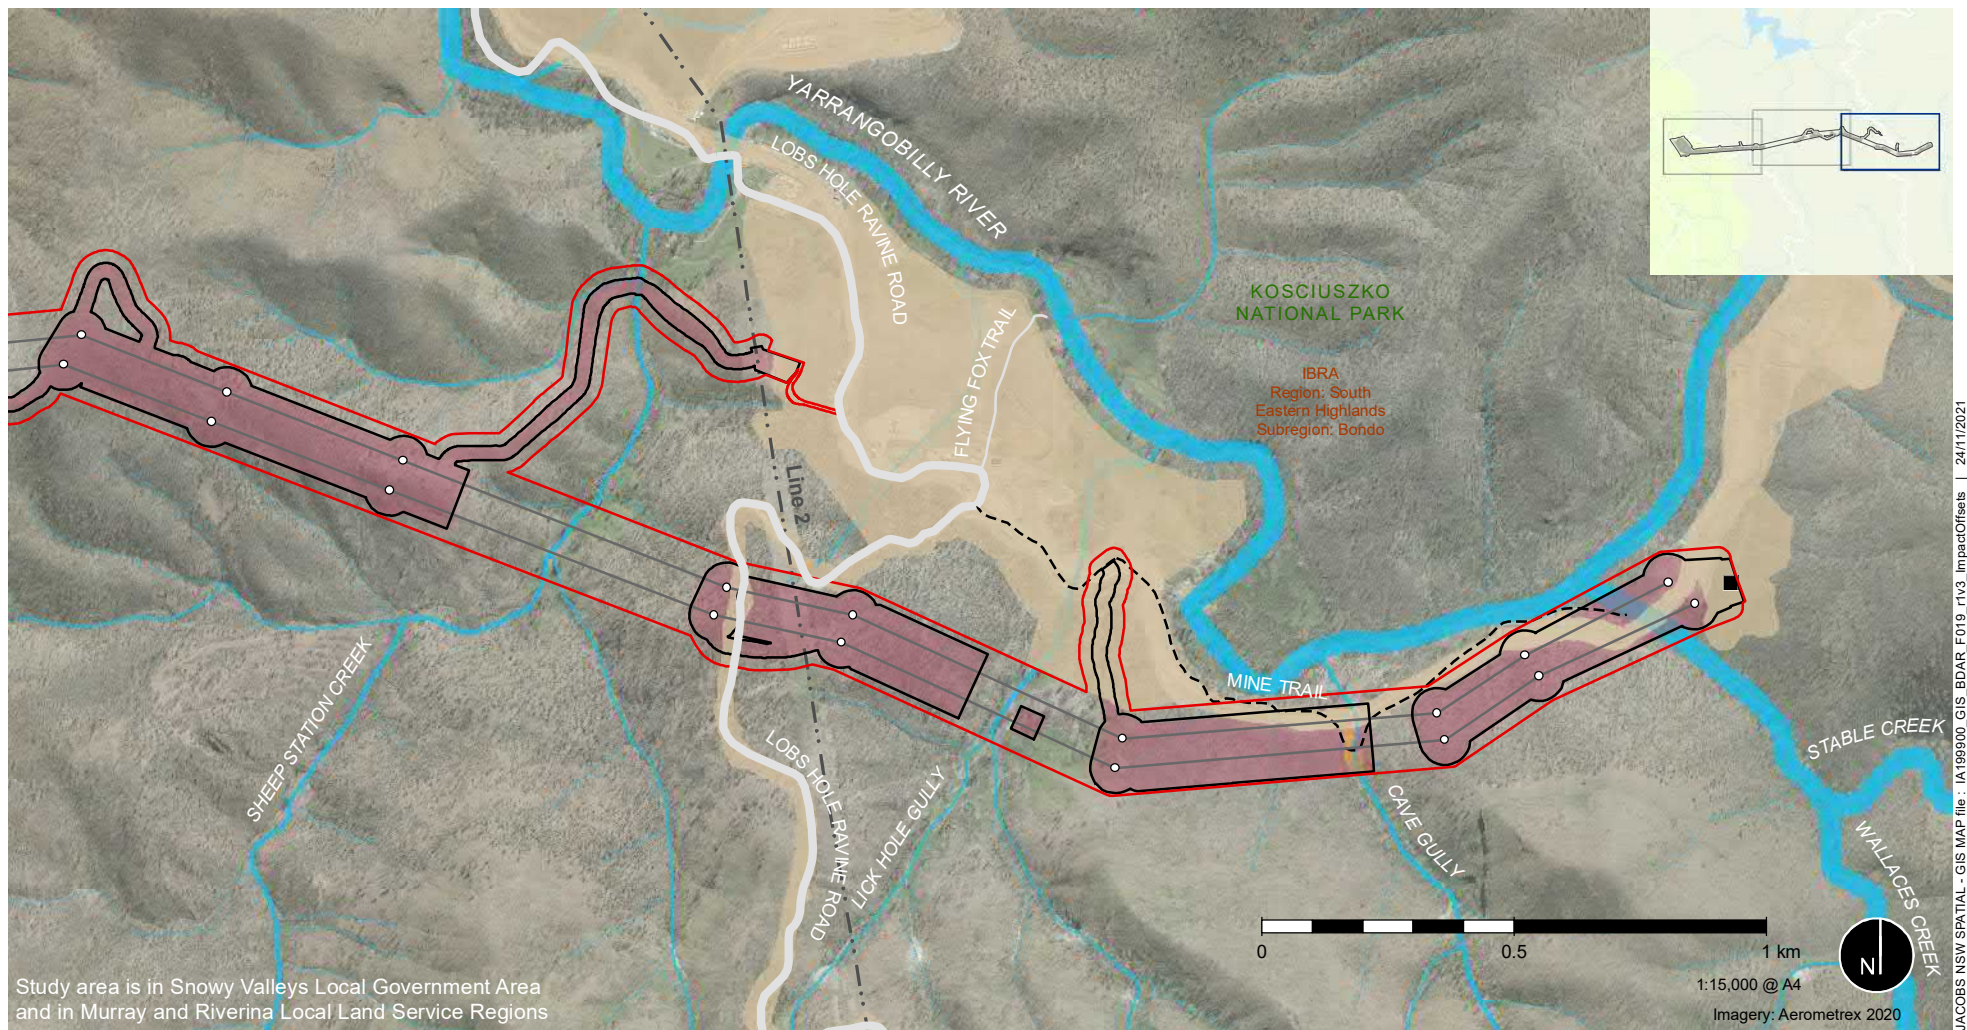 YARRANGOBILLY RIVER
LOBS HOLE RAVINE ROAD
KOSCIUSZKO
NATIONAL PARK
FLYING FOX TRAIL
IBRA
Region: South
Eastern Highlands
Subregion: Bondo
Line 2
MINE TRAIL
SHEEP STATION CREEK
LOBS HOLE RAVINE ROAD
LICK HOLE GULLY
CAVE GULLY
STABLE CREEK
WALLACES CREEK
0 0.5 1 km
N
1:15,000 @ A4
Imagery: Aerometrex 2020
Study area is in Snowy Valleys Local Government Area
and in Murray and Riverina Local Land Service Regions
JACOBS NSW SPATIAL - GIS MAP file : IA199900_GIS_BDAR_F019_r1v3_ImpactOffsets | 24/11/2021